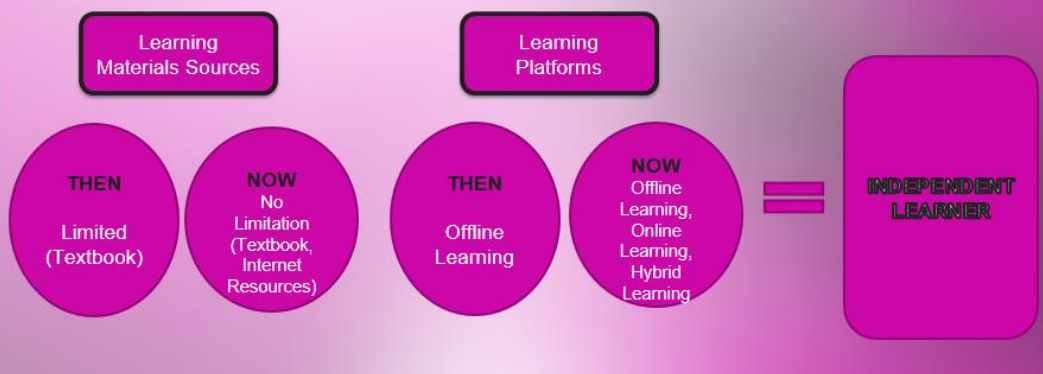 Learning
Materials Sources
Learning
Platforms
THEN
Limited
(Textbook)
NOW
No
Limitation
(Textbook,
Internet
Resources)
THEN
Offline
Learning
NOW
Offline
Learning,
Online
Learning,
Hybrid
Learning
INDEPENDENT
LEARNER